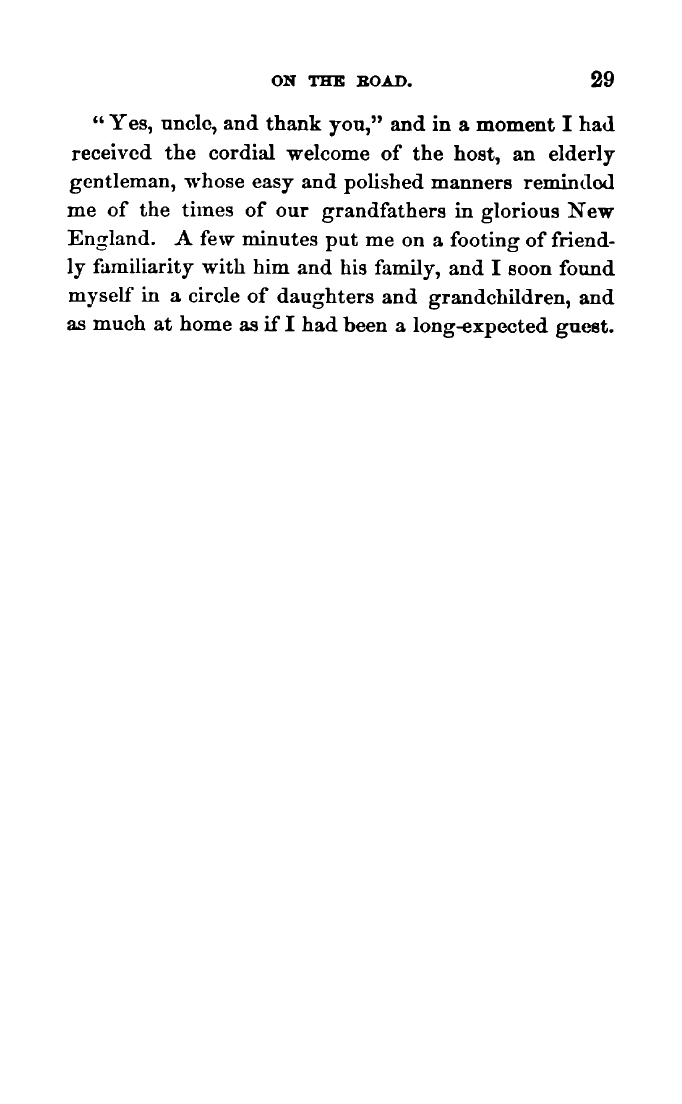 ON THE ROAD. 29
“Yes, uncle, and thank you,” and in a moment I had
received the cordial welcome of the host, an elderly
gentleman, whose easy and polished manners reminded
me of the times of our grandfathers in glorious New
England. A few minutes put me on a footing of friend-
ly familiarity with him and his family, and I soon found
myself in a circle of daughters and grandchildren, and
as much at home as if I had been a long-expected guest.